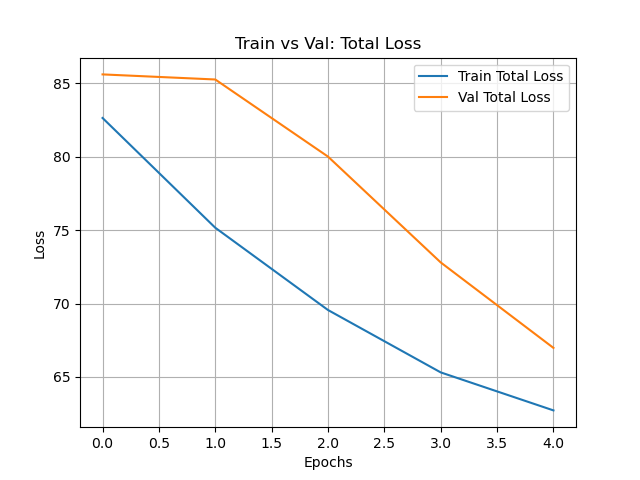 Train vs Val: Total Loss
Train Total Loss
Val Total Loss
85
80
75
70
65
Loss
0.0 0.5 1.0 1.5 2.0 2.5 3.0 3.5 4.0
Epochs